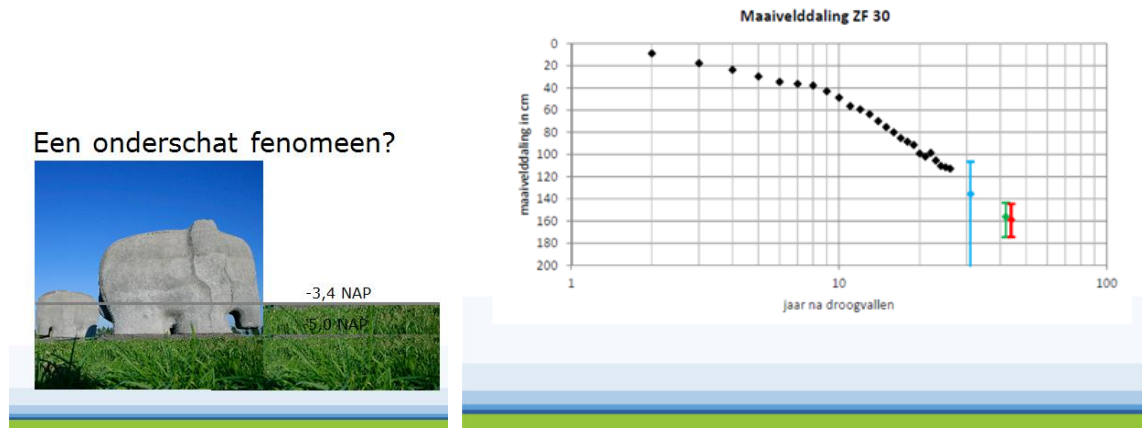 Een onderschat fenomeen?
-3,4 NAP
-5,0 NAP
Maaivelddaling ZF 30
maaivelddaling in cm
0
20
40
60
80
100
120
140
160
180
200
1
10
100
jaar na droogvallen